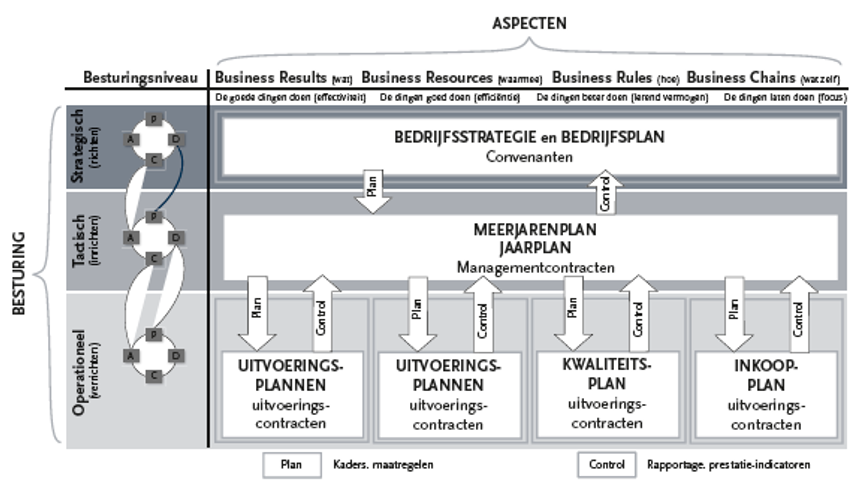 ASPECTEN
Besturingsniveau
Business Results (wat)
Business Resources (waarmee)
Business Rules (hoe)
Business Chains (watzelf)
De goede dingen doen (effectiviteit)
De dingen goed doen (efficiëntie)
De dingen beter doen (lerend vermogen)
De dingen laten doen (focus)
BESTURING
Strategisch
(richten)
P
A
D
C
BEDRIJFSSTRATEGIE en BEDRIJFSPLAN
Convenanten
Plan
Control
Tactisch
(inrichten)
P
A
D
C
MEERJARENPLAN
JAARPLAN
Managementcontracten
Plan
Control
Plan
Control
Plan
Control
Plan
Control
Operationeel
(verrichten)
P
A
D
C
UITVOERINGS-
PLANNEN
uitvoerings-
contracten
UITVOERINGS-
PLANNEN
uitvoerings-
contracten
KWALITEITS-
PLAN
uitvoerings-
contracten
INKOOP-
PLAN
uitvoerings-
contracten
Plan
Kaders, maatregelen
Control
Rapportage, prestatie-indicatoren